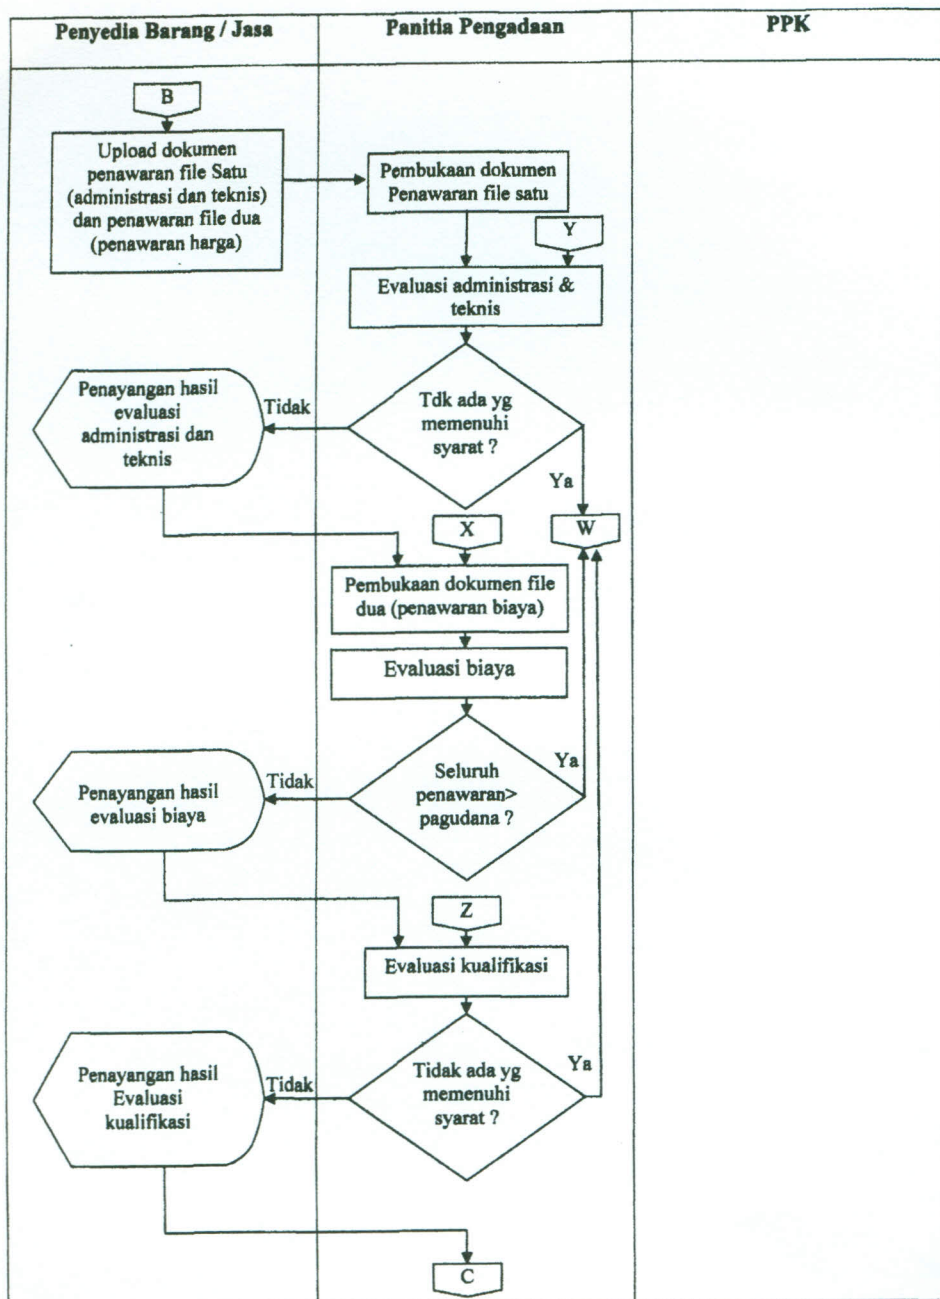 Penyedia Barang / Jasa
Panitia Pengadaan
PPK
B
Upload dokumen
penawaran file Satu
(administrasi dan teknis)
dan penawaran file dua
(penawaran harga)
Pembukaan dokumen
Penawaran file satu
Y
Evaluasi administrasi &
teknis
Penayangan hasil
evaluasi
administrasi dan
teknis
Tidak
Tdk ada yg
memenuhi
syarat ?
Ya
X
W
Pembukaan dokumen file
dua (penawaran biaya)
Evaluasi biaya
Penayangan hasil
evaluasi biaya
Tidak
Seluruh
penawaran>
pagudana ?
Ya
Z
Evaluasi kualifikasi
Penayangan hasil
Evaluasi
kualifikasi
Tidak
Tidak ada yg
memenuhi
syarat ?
Ya
C